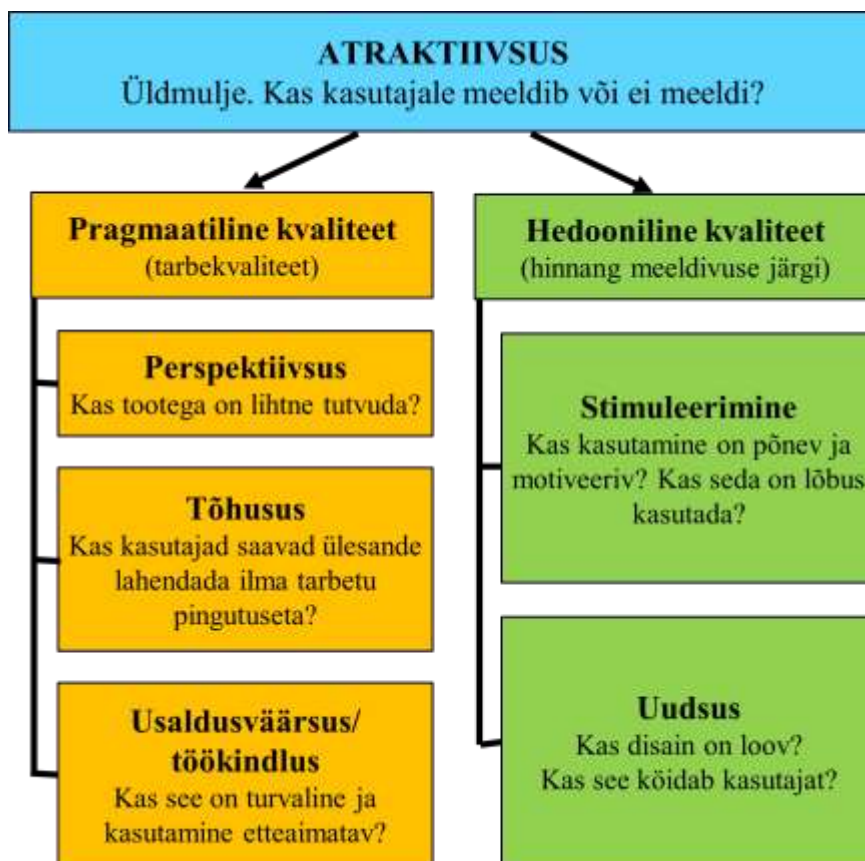 ATRAKTIIVSUS
Üldmulje. Kas kasutajale meeldib või ei meeldi?
Pragmaatiline kvaliteet
(tarbekvaliteet)
Perspektiivsus
Kas tootega on lihtne tutvuda?
Tõhusus
Kas kasutajad saavad ülesande
lahendada ilma tarbetu
pingutuseta?
Usaldusväärsus/
töökindlus
Kas see on turvaline ja
kasutamine etteaimatav?
Hedooniline kvaliteet
(hinnang meeldivuse järgi)
Stimuleerimine
Kas kasutamine on põnev ja
motiveeriv? Kas seda on lõbus
kasutada?
Uudsus
Kas disain on loov?
Kas see köidab kasutajat?